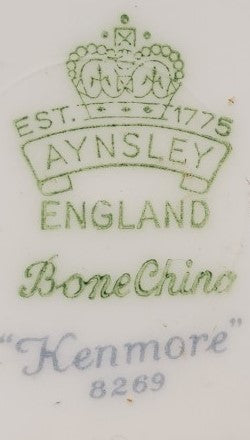 EST. 1775
AYNSLEY
ENGLAND
Bone China
"Kenmore"
8269